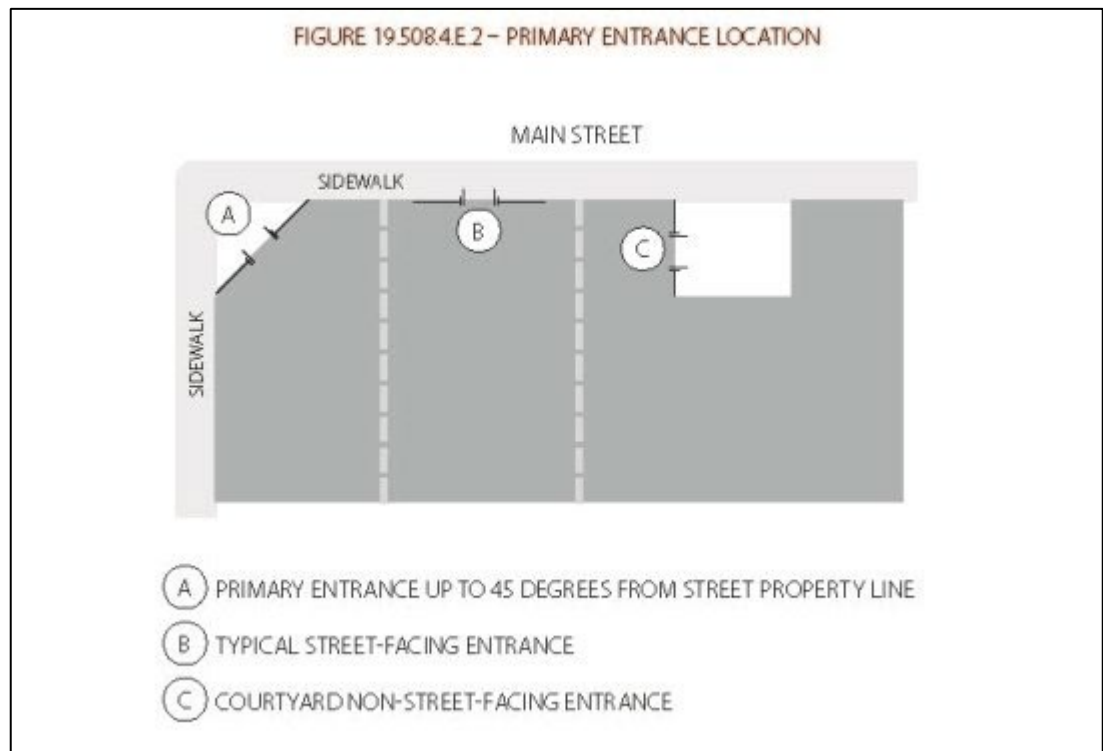 FIGURE 19.508.4.E.2 – PRIMARY ENTRANCE LOCATION
MAIN STREET
SIDEWALK
A
B
C
SIDEWALK
A PRIMARY ENTRANCE UP TO 45 DEGREES FROM STREET PROPERTY LINE
B TYPICAL STREET-FACING ENTRANCE
C COURTYARD NON-STREET-FACING ENTRANCE